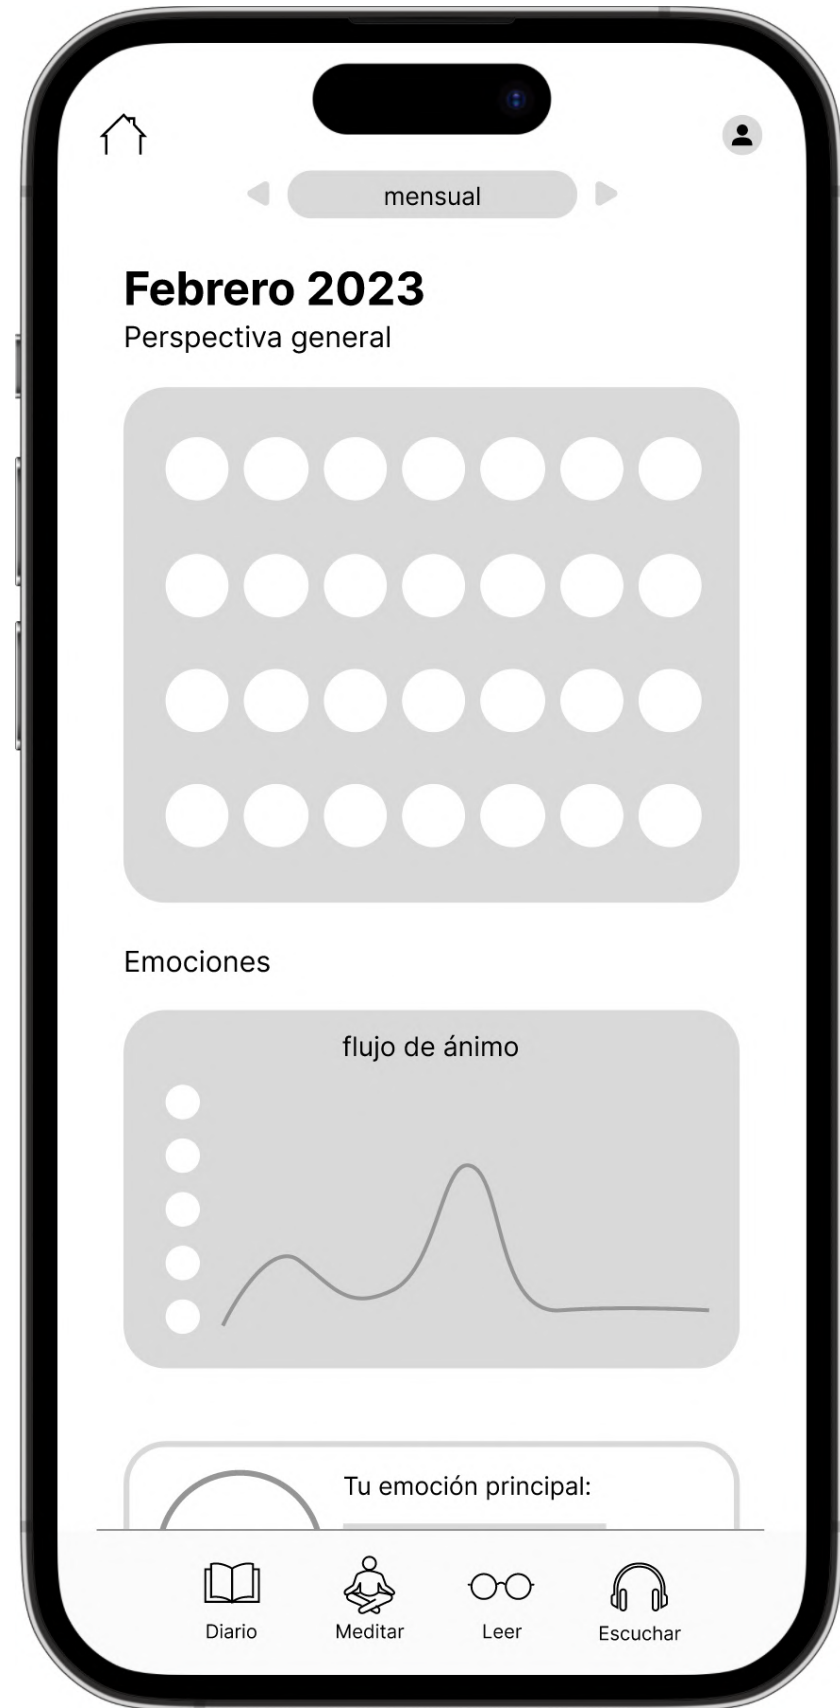 mensual
Febrero 2023
Perspectiva general
Emociones
flujo de ánimo
Tu emoción principal:
Diario
Meditar
Leer
Escuchar